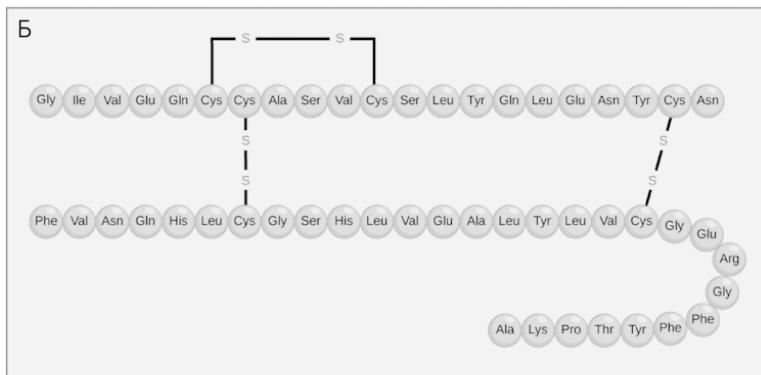 Б
S S
Gly Ile Val Glu Gln Cys Cys Ala Ser Val Cys Ser Leu Tyr Gln Leu Glu Asn Tyr Cys Asn
S S
S S
Phe Val Asn Gln His Leu Cys Gly Ser His Leu Val Glu Ala Leu Tyr Leu Val Cys Gly Glu
Arg
Gly
Ala Lys Pro Thr Tyr Phe Phe